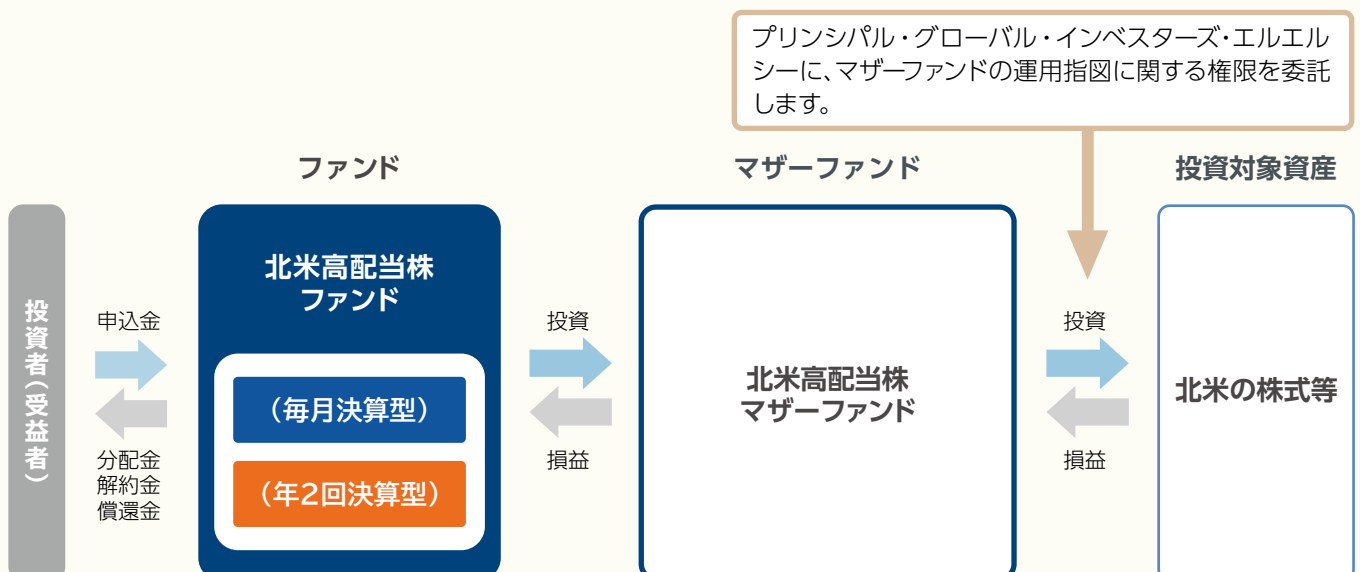 プリンシパル・グローバル・インベスターズ・エルエル
シーに、マザーファンドの運用指図に関する権限を委託
します。
ファンド
マザーファンド
投資対象資産
投資者（受益者）
申込金
分配金
解約金
償還金
北米高配当株
ファンド
（毎月決算型）
（年2回決算型）
投資
損益
北米高配当株
マザーファンド
投資
損益
北米の株式等